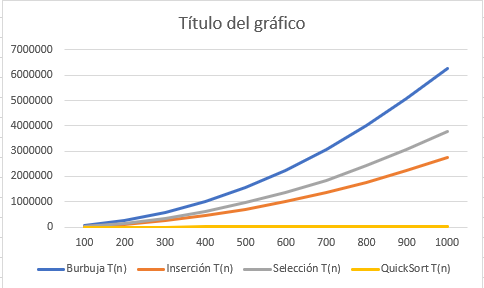 Título del gráfico
7000000
6000000
5000000
4000000
3000000
2000000
1000000
0
100 200 300 400 500 600 700 800 900 1000
Burbuja T(n) Inserción T(n) Selección T(n) QuickSort T(n)